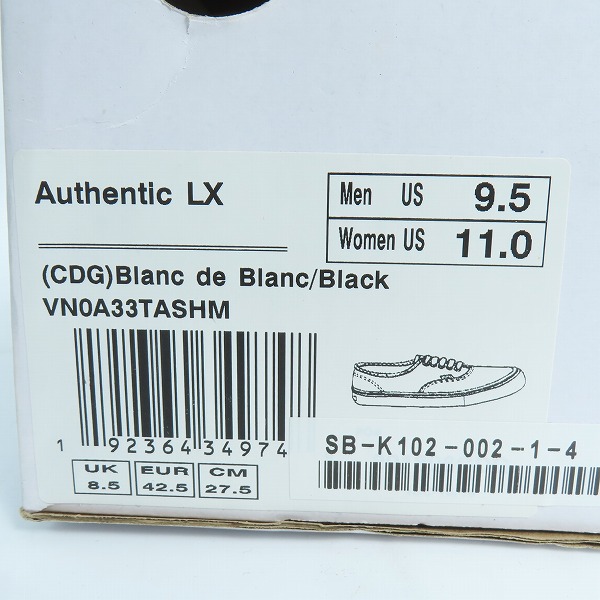 Authentic LX
Men US 9.5
Women US 11.0
(CDG)Blanc de Blanc/Black
VN0A33TASHM
1 92364 34974
SB-K102-002-1-4
UK EUR CM
8.5 42.5 27.5